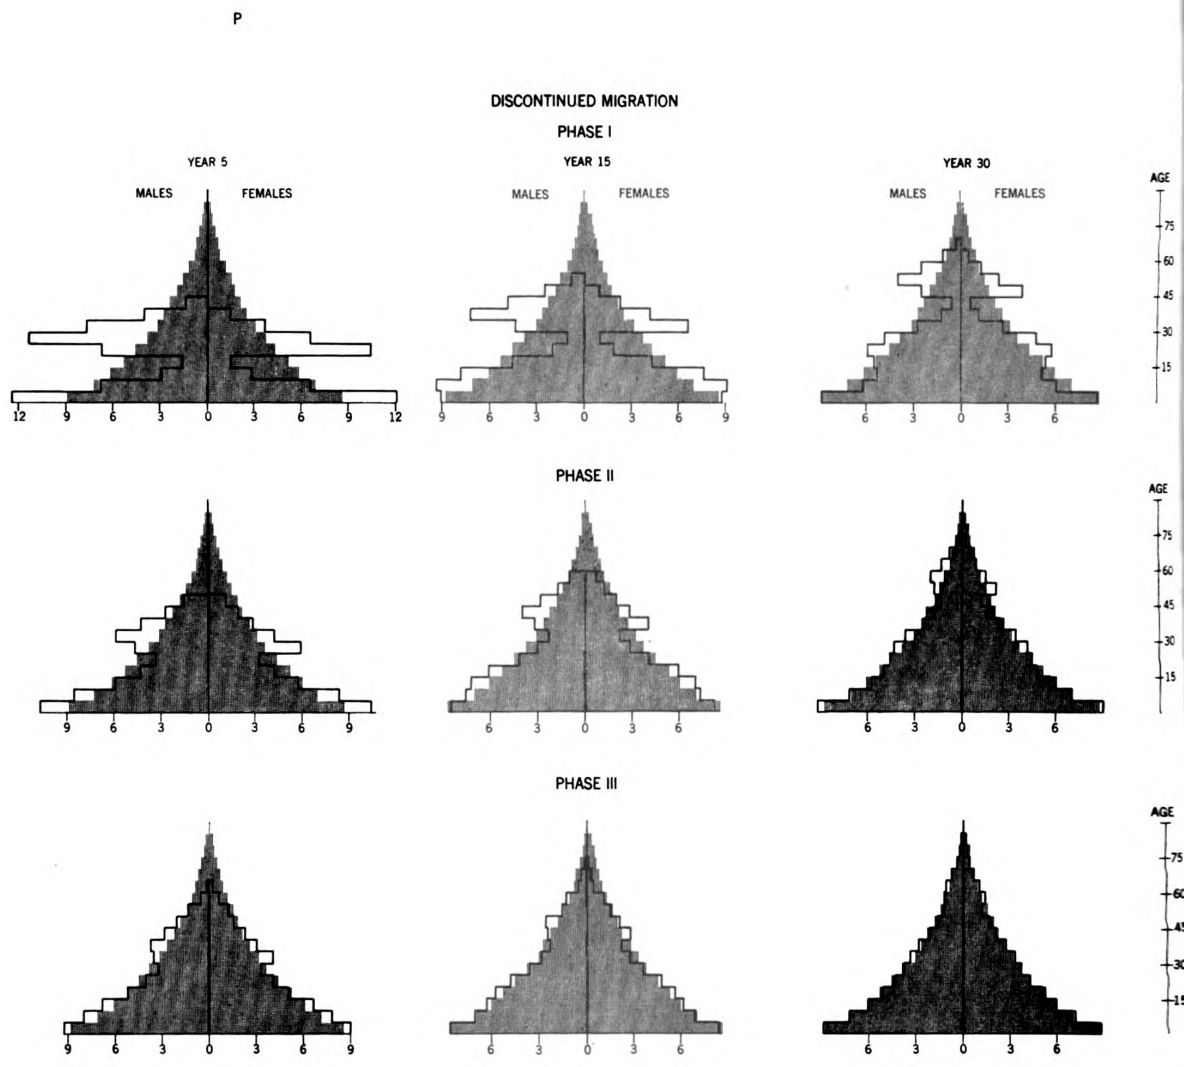 P
DISCONTINUED MIGRATION
PHASE I
YEAR 5 YEAR 15 YEAR 30
AGE
MALES FEMALES MALES FEMALES MALES FEMALES
75
60
45
30
15
12 9 6 3 0 3 6 9 12 9 6 3 0 3 6 9 6 3 0 3 6
PHASE II
AGE
75
60
45
30
15
9 6 3 0 3 6 9 6 3 0 3 6 6 3 0 3 6
PHASE III
AGE
75
60
45
30
15
9 6 3 0 3 6 9 6 3 0 3 6 6 3 0 3 6